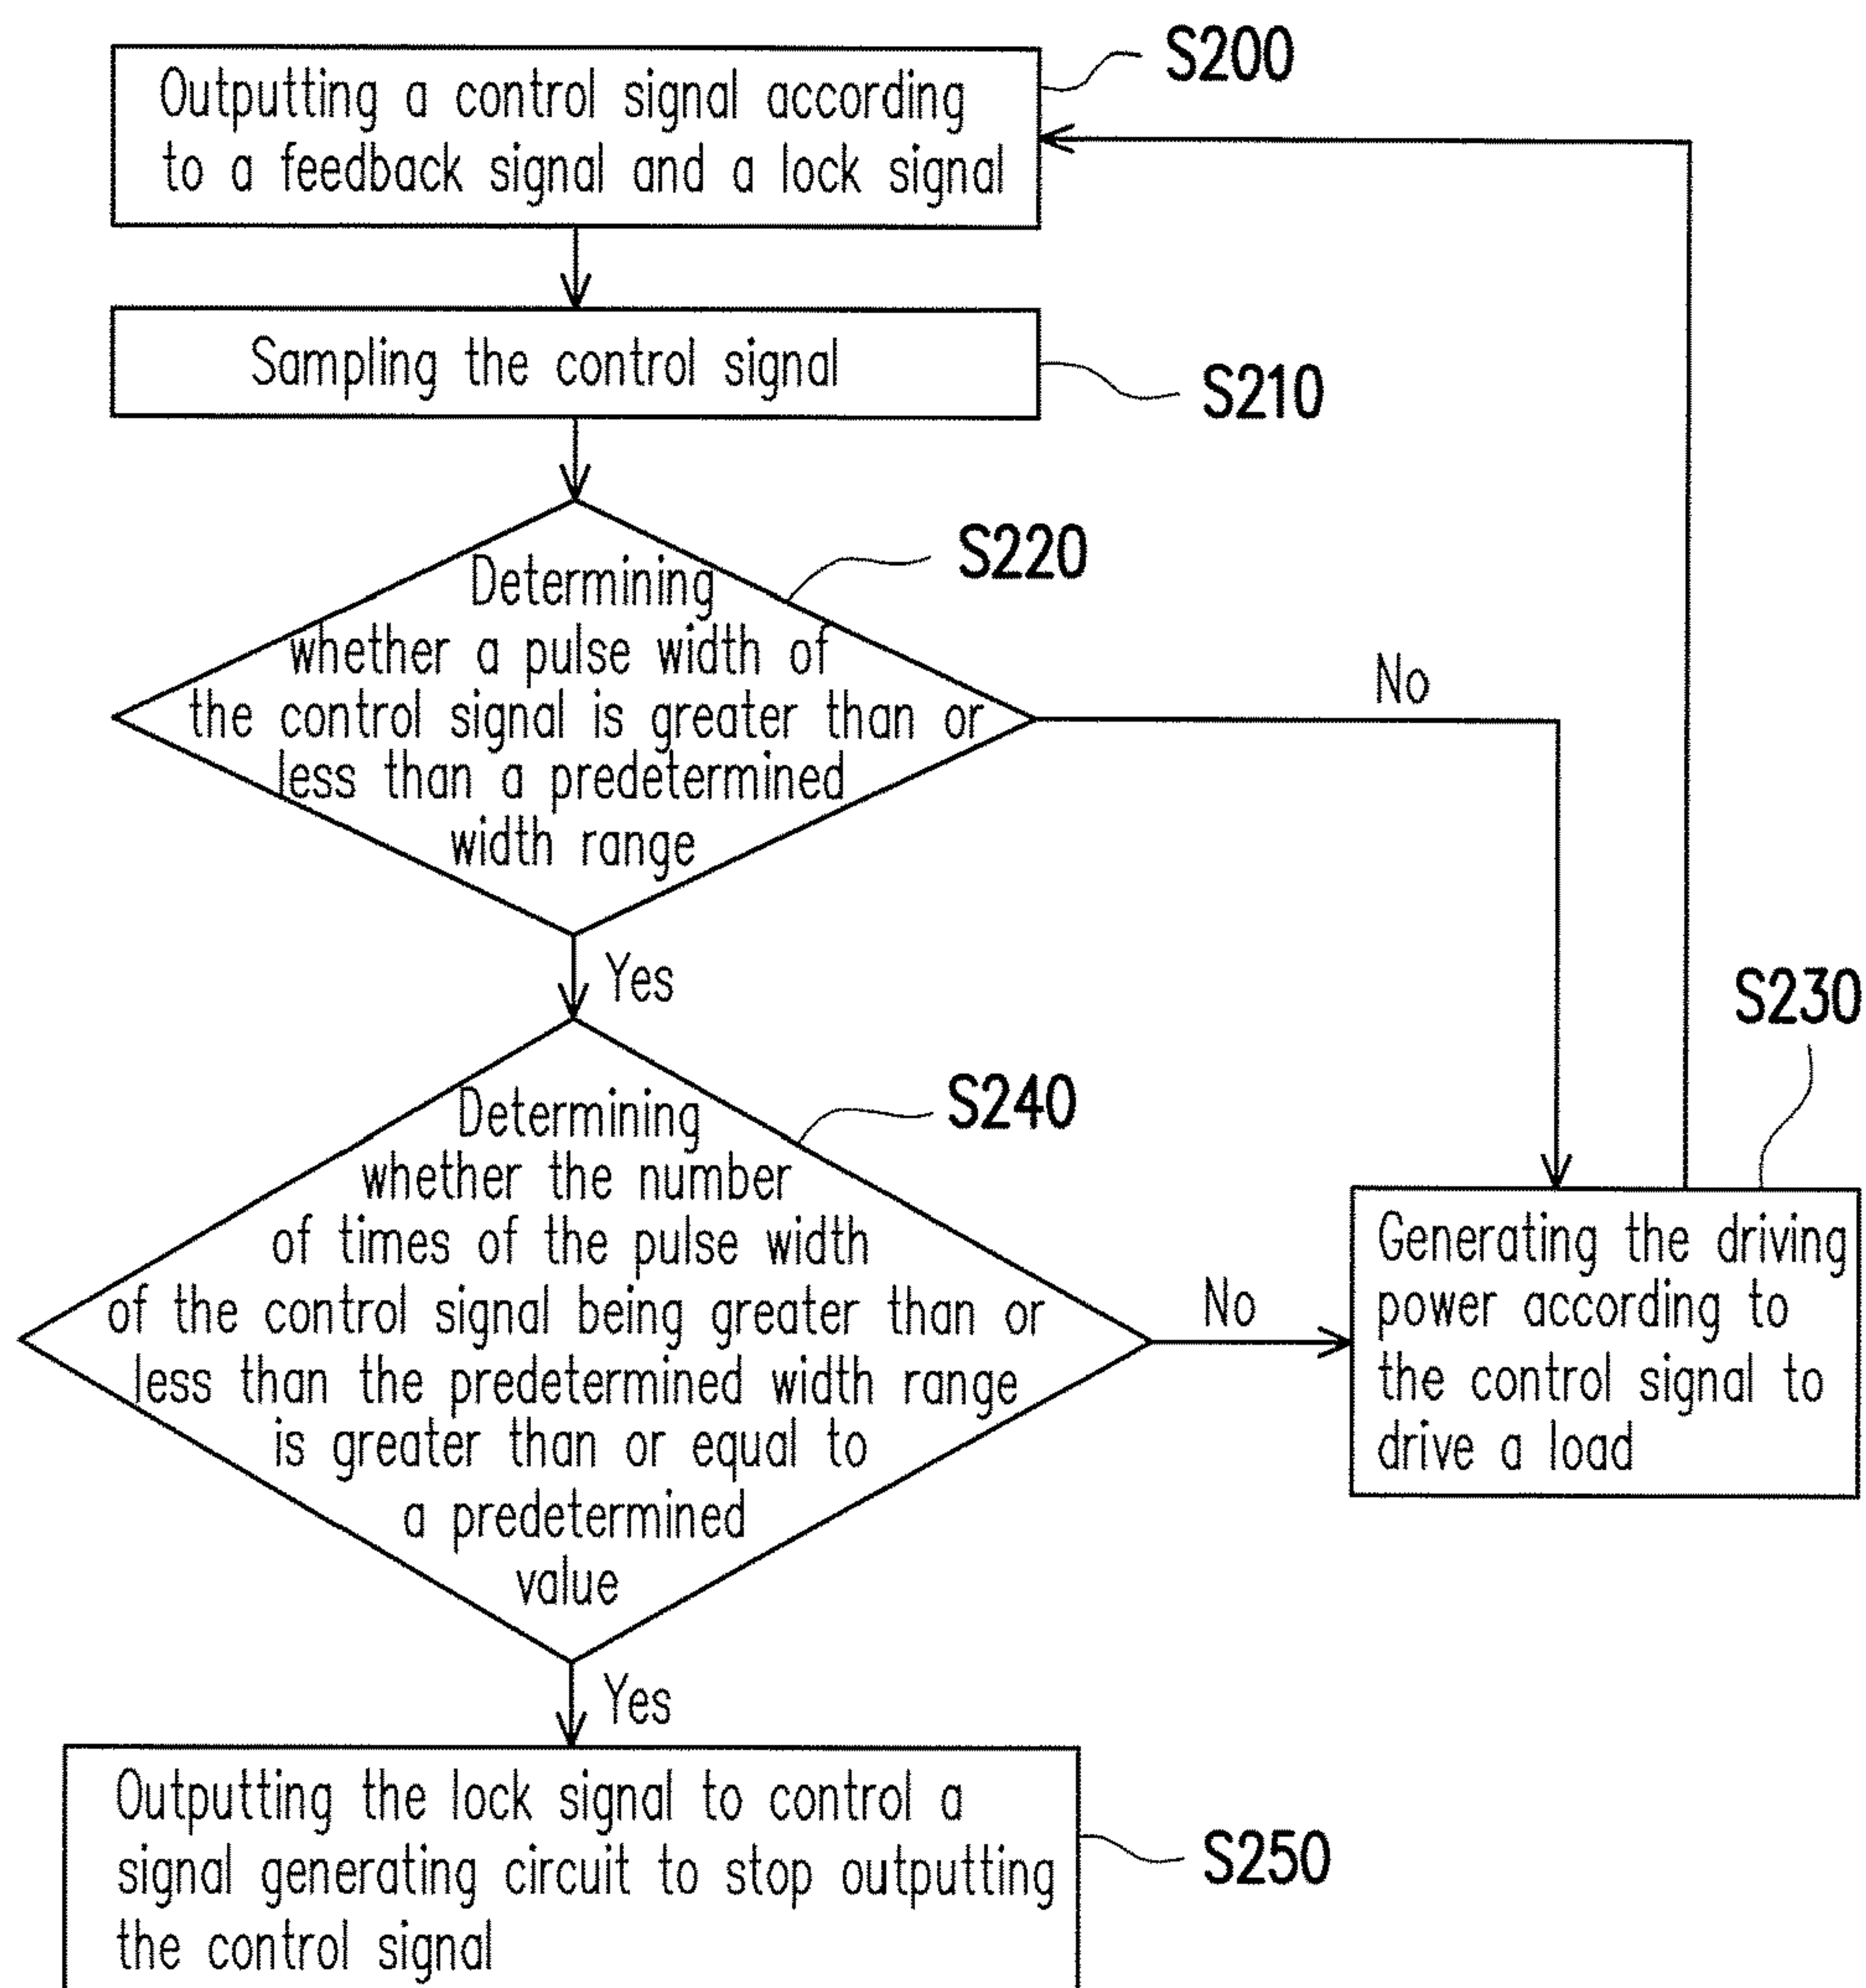 S200
Outputting a control signal according
to a feedback signal and a lock signal
Sampling the control signal
S210
S220
Determining
whether a pulse width of
the control signal is greater than or
less than a predetermined
width range
No
Yes
S230
S240
Determining
whether the number
of times of the pulse width
of the control signal being greater than or
less than the predetermined width range
is greater than or equal to
a predetermined
value
No
Generating the driving
power according to
the control signal to
drive a load
Yes
Outputting the lock signal to control a
signal generating circuit to stop outputting
the control signal
S250